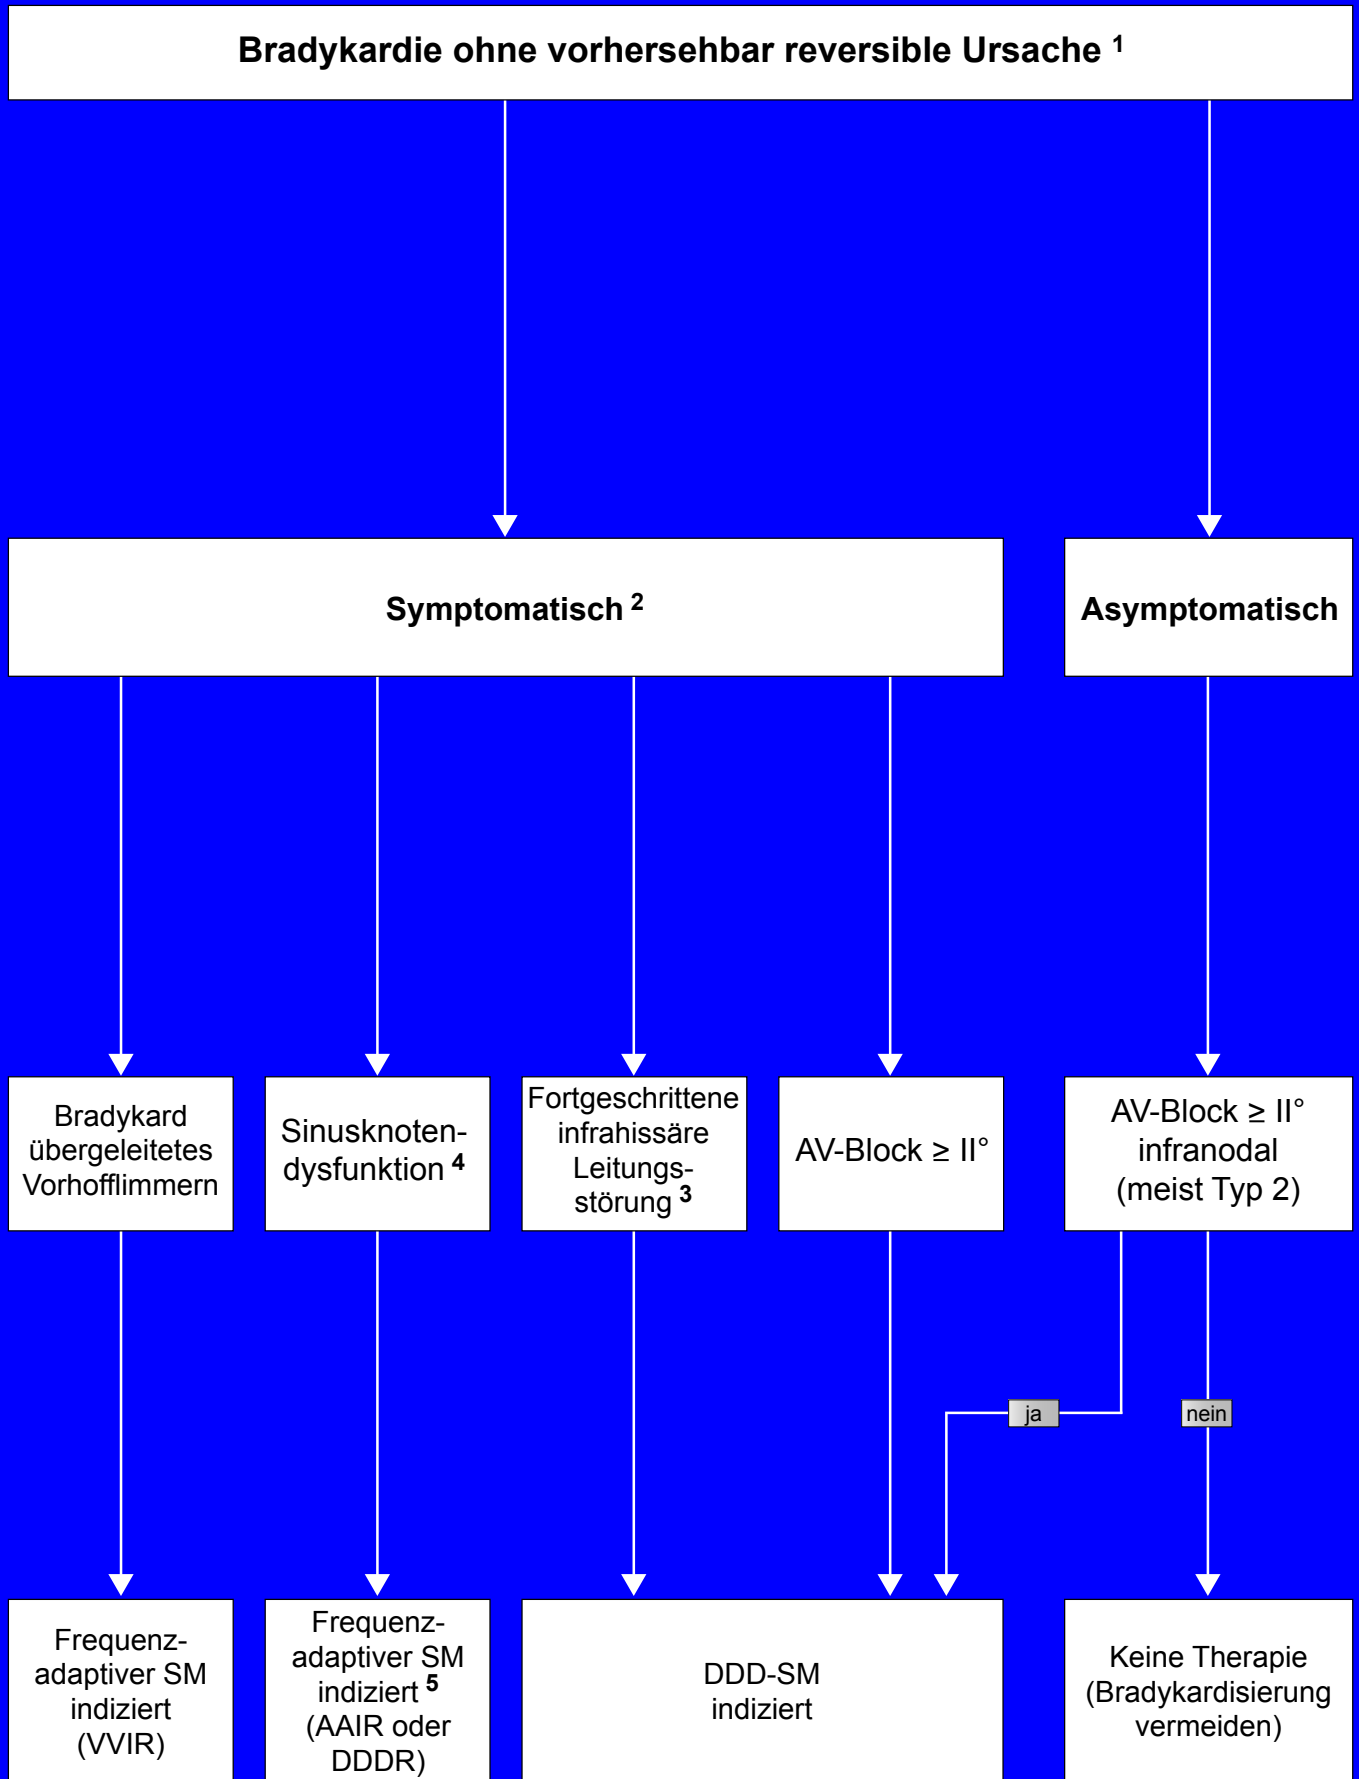 Bradykardie ohne vorhersehbar reversible Ursache 1
Symptomatisch 2
Asymptomatisch
Bradykard
übergeleitetes
Vorhofflimmern
Sinusknoten-
dysfunktion 4
Fortgeschrittene
infrahissäre
Leitungs-
störung 3
AV-Block ≥ II°
AV-Block ≥ II°
infranodal
(meist Typ 2)
ja
nein
Frequenz-
adaptiver SM
indiziert
(VVIR)
Frequenz-
adaptiver SM
indiziert 5
(AAIR oder
DDDR)
DDD-SM
indiziert
Keine Therapie
(Bradykardisierung
vermeiden)